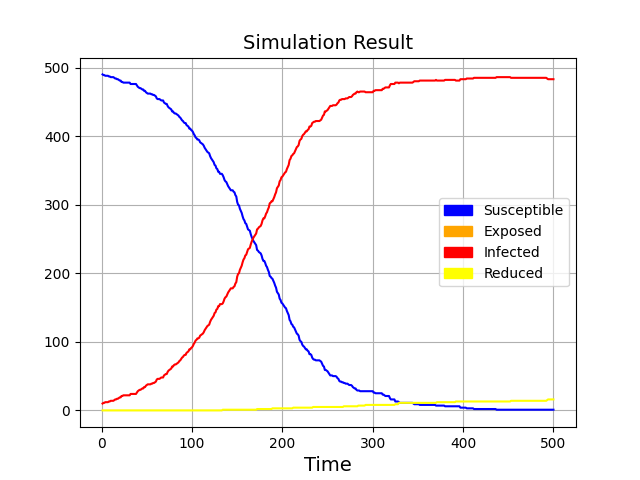 Simulation Result
500
400
300
200
100
0
Susceptible
Exposed
Infected
Reduced
0 100 200 300 400 500
Time